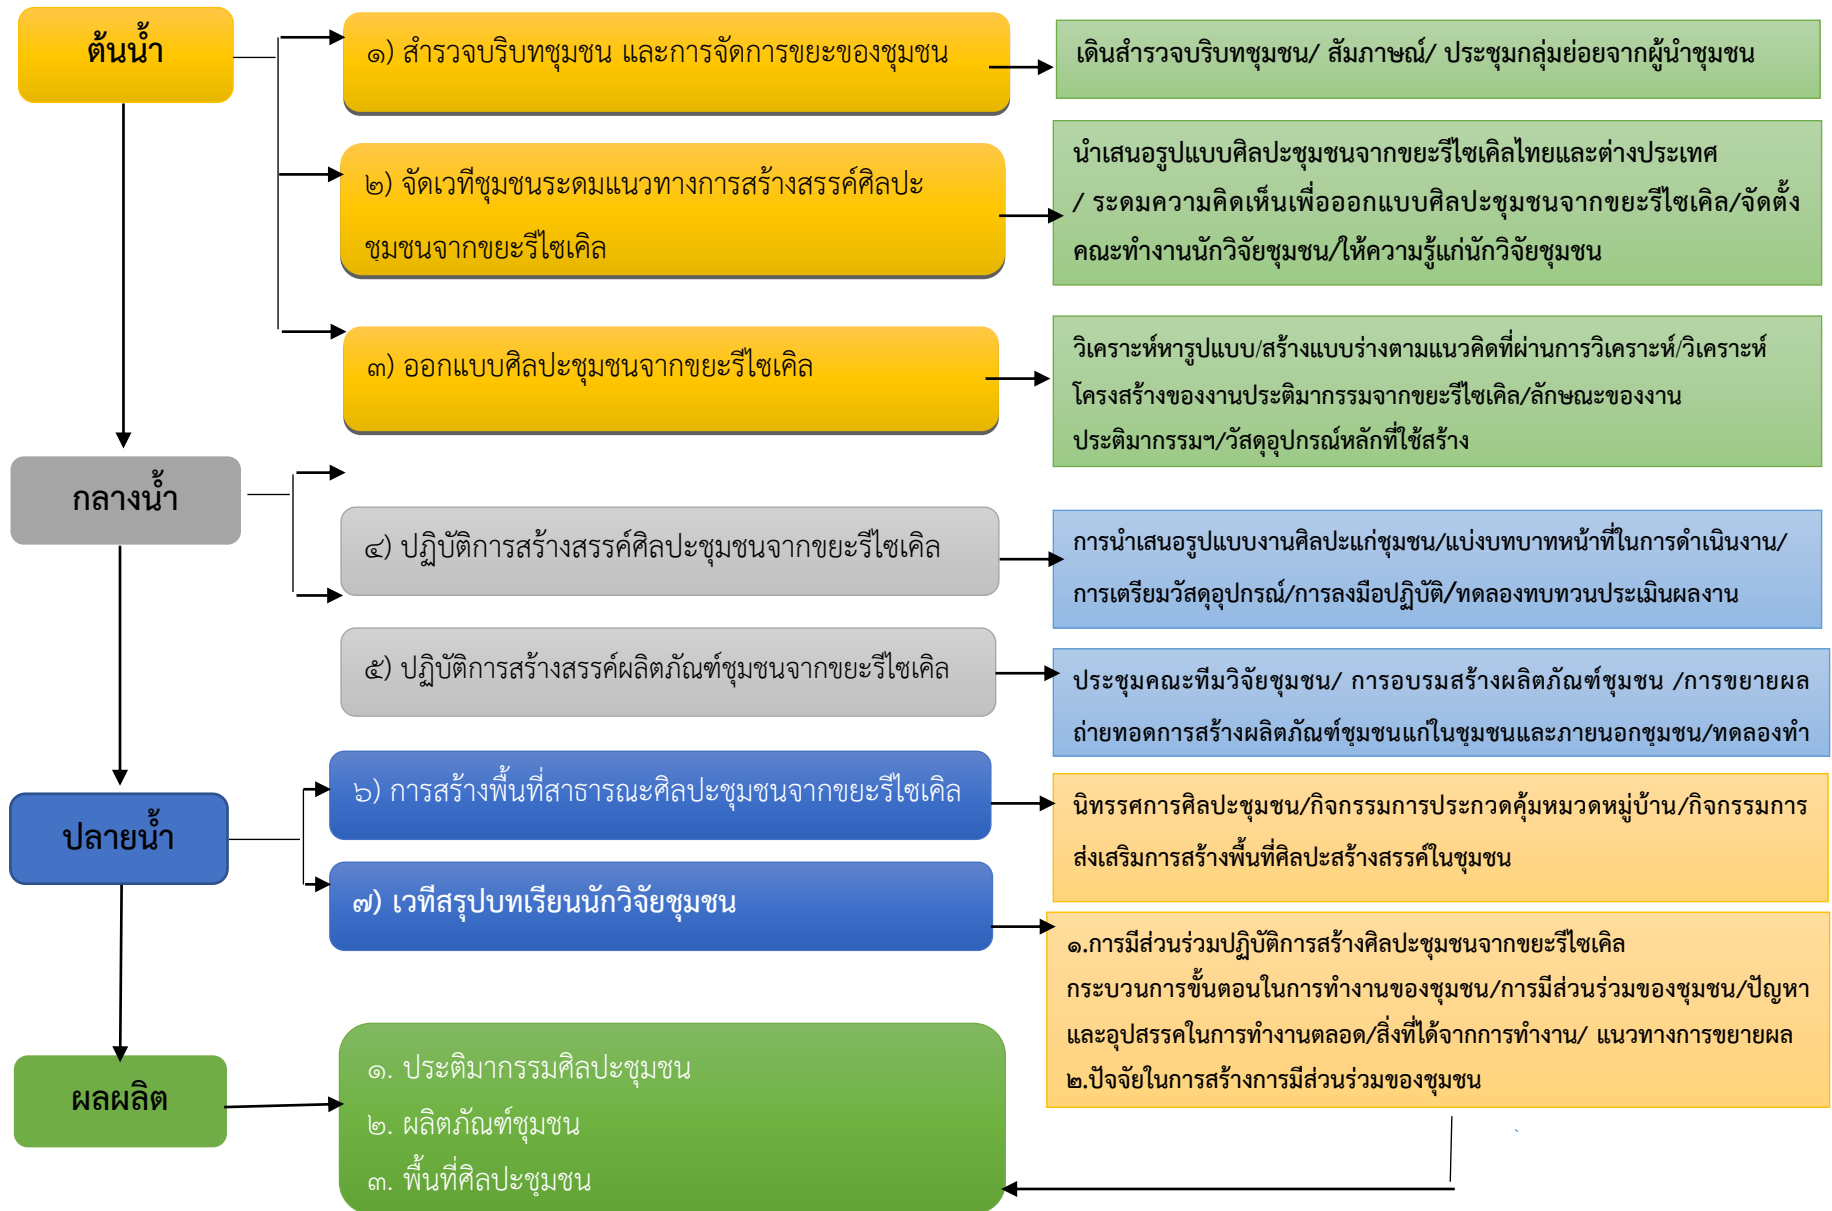 ต้นน้ำ
๑) สำรวจบริบทชุมชน และการจัดการขยะของชุมชน
เดินสำรวจบริบทชุมชน/ สัมภาษณ์/ ประชุมกลุ่มย่อยจากผู้นำชุมชน
๒) จัดเวทีชุมชนระดมแนวทางการสร้างสรรค์ศิลปะ
ชุมชนจากขยะรีไซเคิล
นำเสนอรูปแบบศิลปะชุมชนจากขยะรีไซเคิลไทยและต่างประเทศ
/ ระดมความคิดเห็นเพื่อออกแบบศิลปะชุมชนจากขยะรีไซเคิล/จัดตั้ง
คณะทำงานนักวิจัยชุมชน/ให้ความรู้แก่นักวิจัยชุมชน
๓) ออกแบบศิลปะชุมชนจากขยะรีไซเคิล
วิเคราะห์หารูปแบบ/สร้างแบบร่างตามแนวคิดที่ผ่านการวิเคราะห์/วิเคราะห์
โครงสร้างของงานประติมากรรมจากขยะรีไซเคิล/ลักษณะของงาน
ประติมากรรมฯ/วัสดุอุปกรณ์หลักที่ใช้สร้าง
กลางน้ำ
๔) ปฏิบัติการสร้างสรรค์ศิลปะชุมชนจากขยะรีไซเคิล
การนำเสนอรูปแบบงานศิลปะแก่ชุมชน/แบ่งบทบาทหน้าที่ในการดำเนินงาน/
การเตรียมวัสดุอุปกรณ์/การลงมือปฏิบัติ/ทดลองทบทวนประเมินผลงาน
๕) ปฏิบัติการสร้างสรรค์ผลิตภัณฑ์ชุมชนจากขยะรีไซเคิล
ประชุมคณะทีมวิจัยชุมชน/ การอบรมสร้างผลิตภัณฑ์ชุมชน /การขยายผล
ถ่ายทอดการสร้างผลิตภัณฑ์ชุมชนแก่ในชุมชนและภายนอกชุมชน/ทดลองทำ
ปลายน้ำ
๖) การสร้างพื้นที่สาธารณะศิลปะชุมชนจากขยะรีไซเคิล
นิทรรศการศิลปะชุมชน/กิจกรรมการประกวดคุ้มหมวดหมู่บ้าน/กิจกรรมการ
ส่งเสริมการสร้างพื้นที่ศิลปะสร้างสรรค์ในชุมชน
๗) เวทีสรุปบทเรียนนักวิจัยชุมชน
๑.การมีส่วนร่วมปฏิบัติการสร้างศิลปะชุมชนจากขยะรีไซเคิล
กระบวนการขั้นตอนในการทำงานของชุมชน/การมีส่วนร่วมของชุมชน/ปัญหา
และอุปสรรคในการทำงานตลอด/สิ่งที่ได้จากการทำงาน/ แนวทางการขยายผล
๒.ปัจจัยในการสร้างการมีส่วนร่วมของชุมชน
ผลผลิต
๑. ประติมากรรมศิลปะชุมชน
๒. ผลิตภัณฑ์ชุมชน
๓. พื้นที่ศิลปะชุมชน